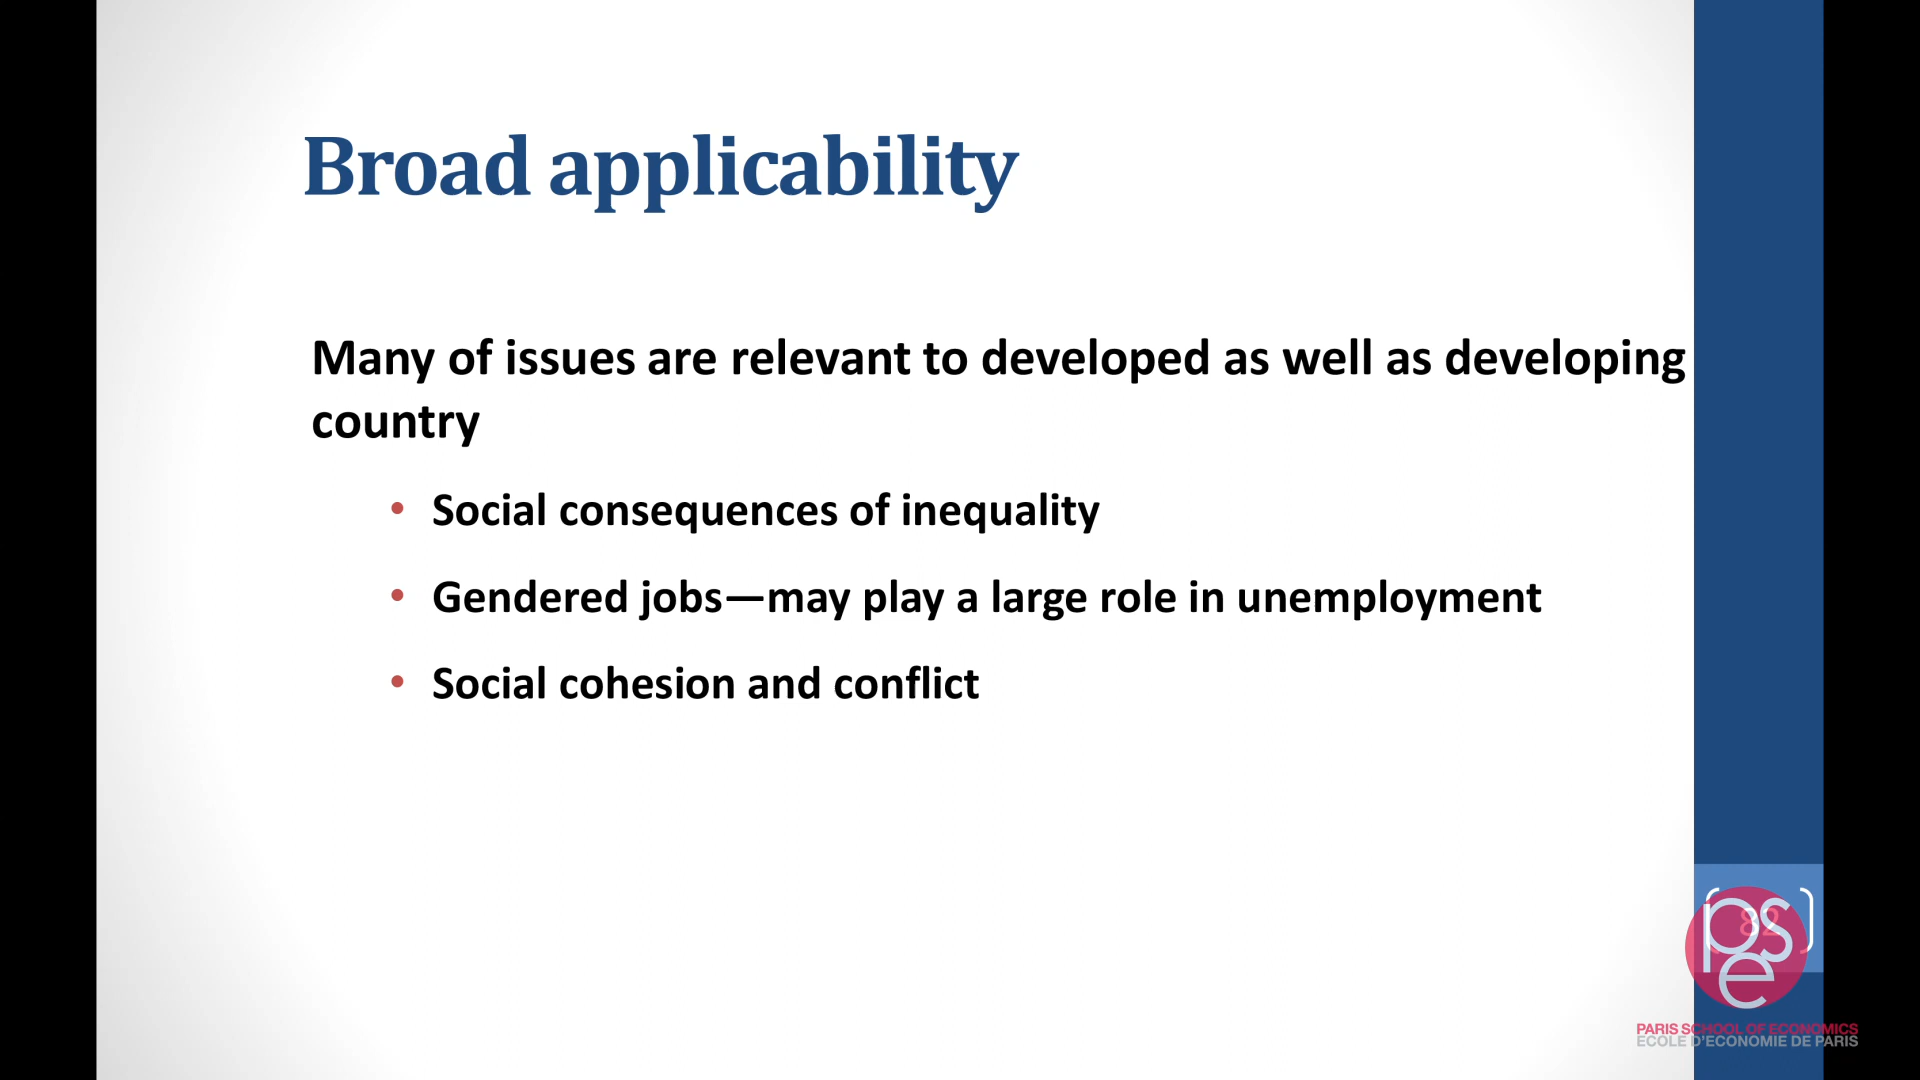 Broad applicability
Many of issues are relevant to developed as well as developing
country
• Social consequences of inequality
• Gendered jobs—may play a large role in unemployment
• Social cohesion and conflict
82
pse
PARIS SCHOOL OF ECONOMICS
ECOLE D'ECONOMIE DE PARIS